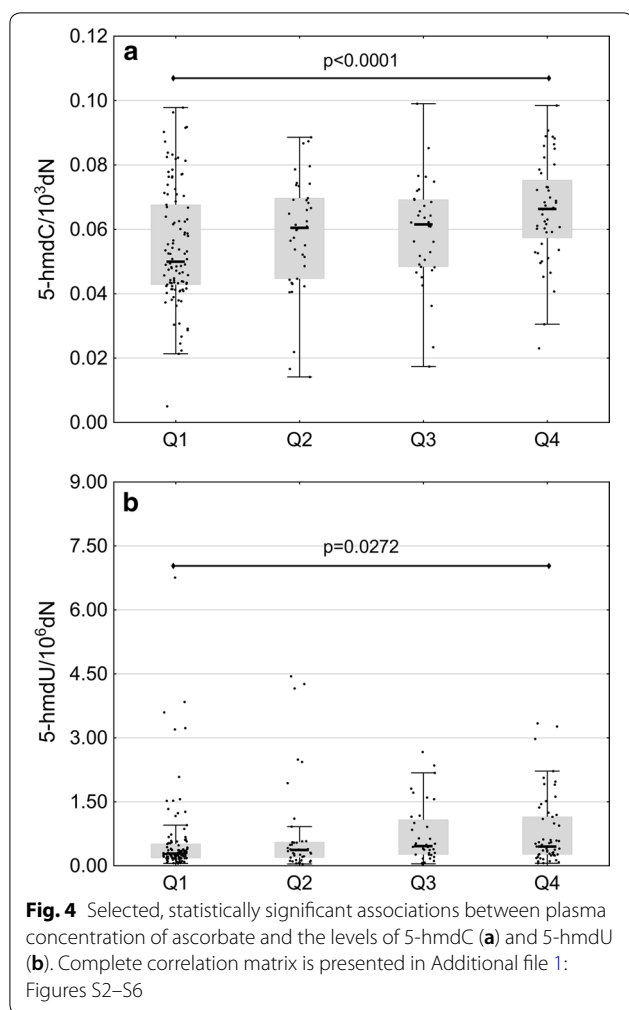 a
p<0.0001
0.12
0.10
0.08
0.06
0.04
0.02
0.00
5-hmdC/10³dN
Q1 Q2 Q3 Q4
b
p=0.0272
9.00
7.50
6.00
4.50
3.00
1.50
0.00
5-hmdU/10⁶dN
Q1 Q2 Q3 Q4
Fig. 4 Selected, statistically significant associations between plasma
concentration of ascorbate and the levels of 5-hmdC (a) and 5-hmdU
(b). Complete correlation matrix is presented in Additional file 1:
Figures S2–S6